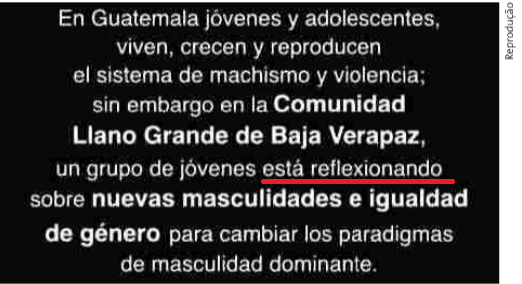 En Guatemala jóvenes y adolescentes,
viven, crecen y reproducen
el sistema de machismo y violencia;
sin embargo en la Comunidad
Llano Grande de Baja Verapaz,
un grupo de jóvenes está reflexionando
sobre nuevas masculidades e igualdad
de género para cambiar los paradigmas
de masculidad dominante.
Reprodução